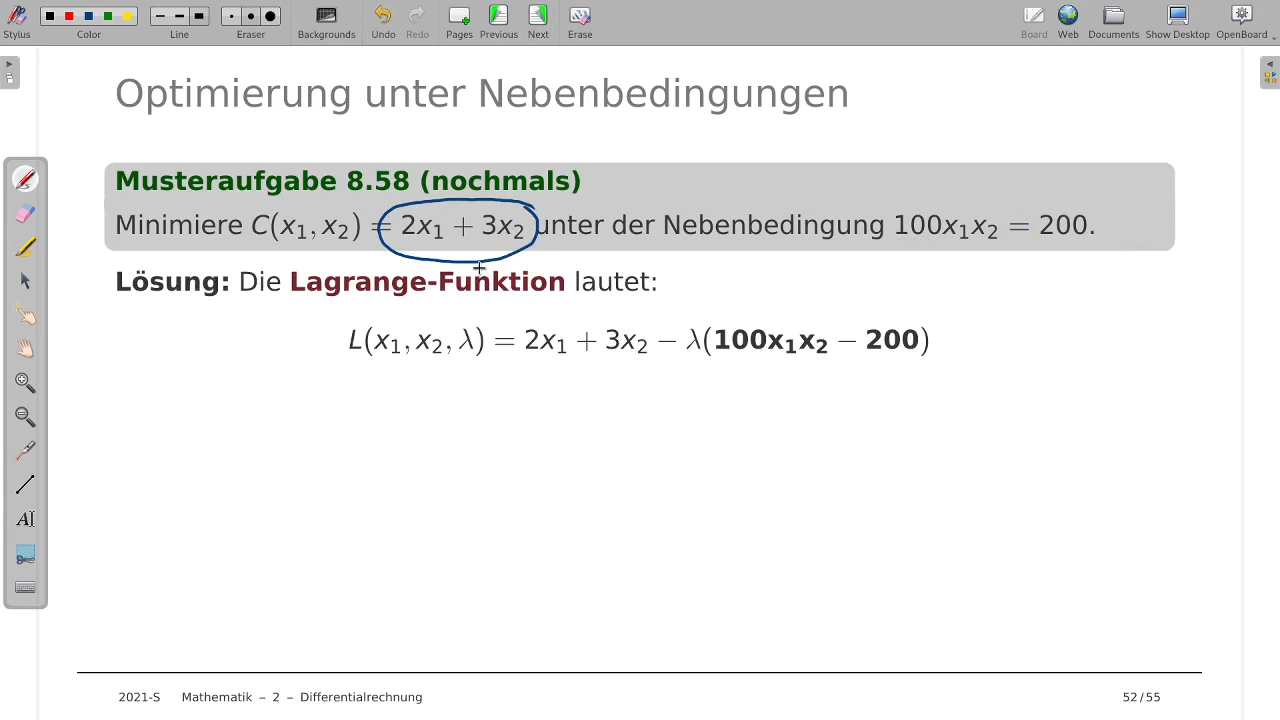 Stylus Color Line Eraser Backgrounds Undo Redo Pages Previous Next Erase Board Web Documents Show Desktop OpenBoard
Optimierung unter Nebenbedingungen
Musteraufgabe 8.58 (nochmals)
Minimiere C(x₁, x₂) = 2x₁ + 3x₂ unter der Nebenbedingung 100x₁x₂ = 200.
Lösung: Die Lagrange-Funktion lautet:
L(x₁, x₂, λ) = 2x₁ + 3x₂ − λ(100x₁x₂ − 200)
2021-S Mathematik – 2 – Differentialrechnung 52/55